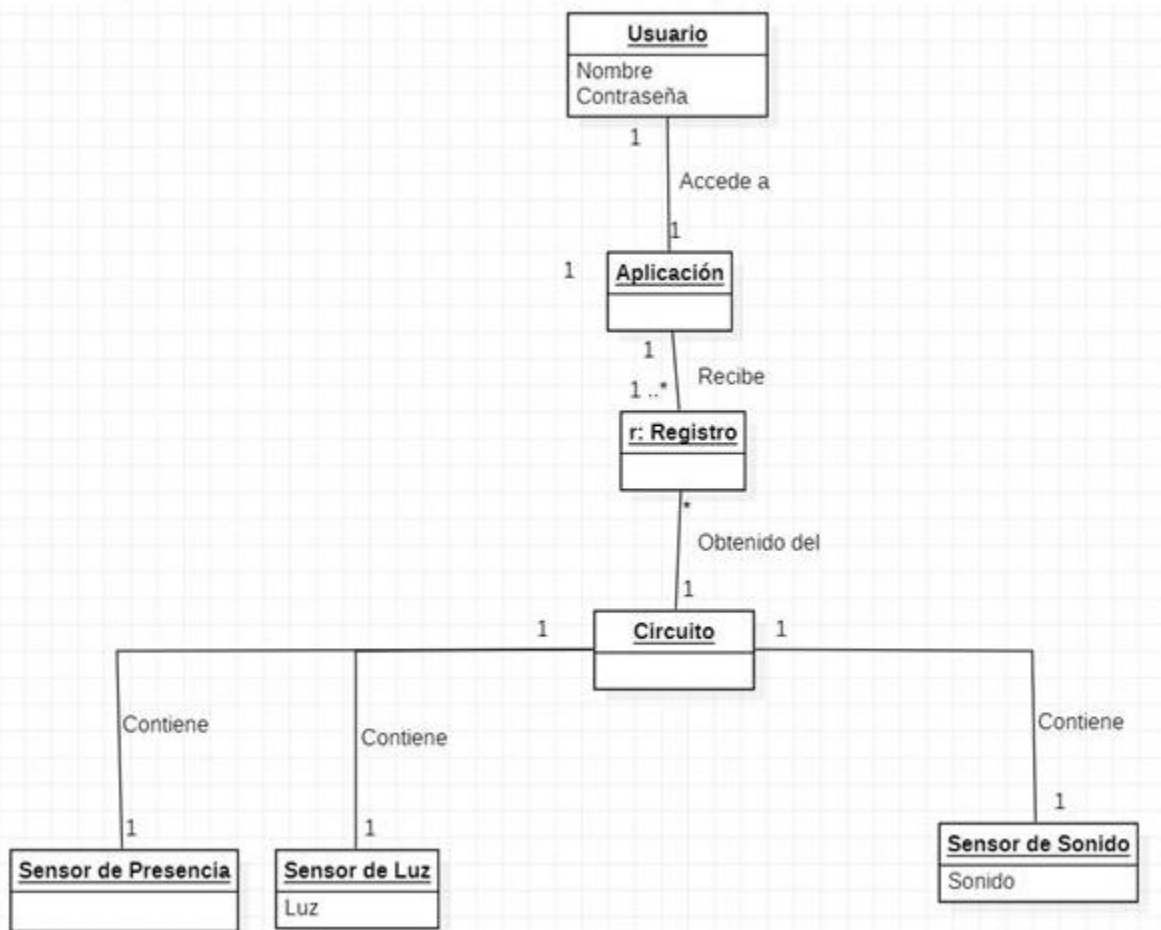 Usuario
Nombre
Contraseña
1
Accede a
1
1
Aplicación
1
1 ..*
Recibe
r: Registro
*
Obtenido del
1
1
Circuito
1
Contiene
Contiene
Contiene
1
1
1
Sensor de Presencia
Sensor de Luz
Luz
Sensor de Sonido
Sonido